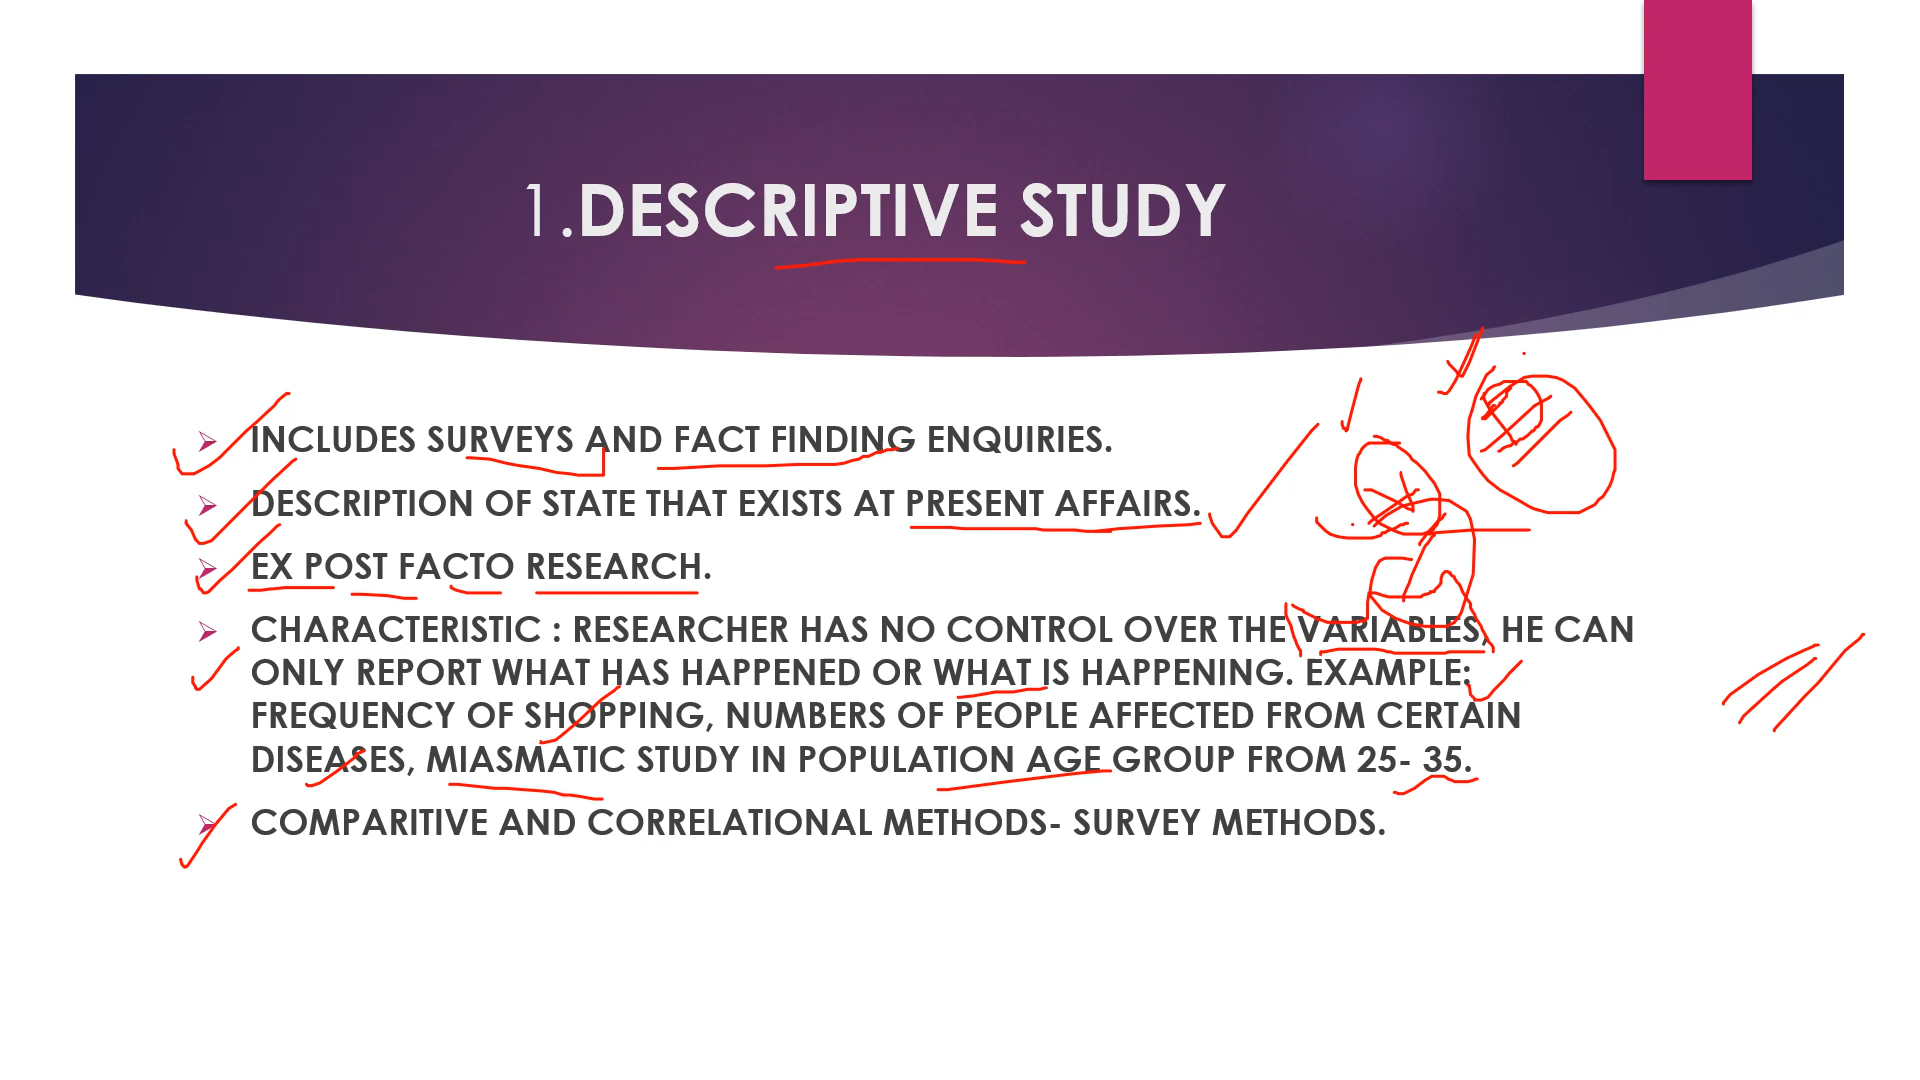 1.DESCRIPTIVE STUDY
INCLUDES SURVEYS AND FACT FINDING ENQUIRIES.
DESCRIPTION OF STATE THAT EXISTS AT PRESENT AFFAIRS.
EX POST FACTO RESEARCH.
CHARACTERISTIC : RESEARCHER HAS NO CONTROL OVER THE VARIABLES, HE CAN
ONLY REPORT WHAT HAS HAPPENED OR WHAT IS HAPPENING. EXAMPLE:
FREQUENCY OF SHOPPING, NUMBERS OF PEOPLE AFFECTED FROM CERTAIN
DISEASES, MIASMATIC STUDY IN POPULATION AGE GROUP FROM 25- 35.
COMPARITIVE AND CORRELATIONAL METHODS- SURVEY METHODS.